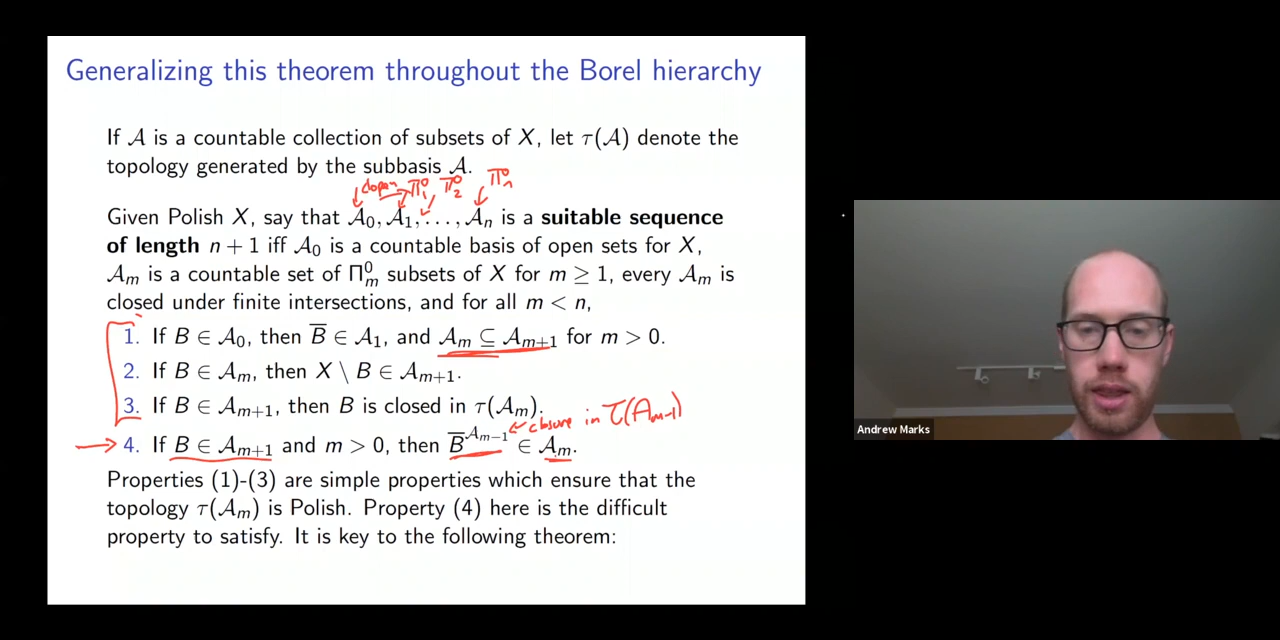 Generalizing this theorem throughout the Borel hierarchy
If 𝒜 is a countable collection of subsets of X, let τ(𝒜) denote the
topology generated by the subbasis 𝒜.
clopen Π⁰₁ Π⁰₂ Π⁰ₙ
Given Polish X, say that 𝒜₀, 𝒜₁, . . . , 𝒜ₙ is a suitable sequence
of length n + 1 iff 𝒜₀ is a countable basis of open sets for X,
𝒜ₘ is a countable set of Π⁰ₘ subsets of X for m ≥ 1, every 𝒜ₘ is
closed under finite intersections, and for all m < n,
1. If B ∈ 𝒜₀, then B̅ ∈ 𝒜₁, and 𝒜ₘ ⊆ 𝒜ₘ₊₁ for m > 0.
2. If B ∈ 𝒜ₘ, then X \ B ∈ 𝒜ₘ₊₁.
3. If B ∈ 𝒜ₘ₊₁, then B is closed in τ(𝒜ₘ).
closure in τ(Aₘ₋₁)
4. If B ∈ 𝒜ₘ₊₁ and m > 0, then B̅^𝒜ₘ₋₁ ∈ 𝒜ₘ.
Properties (1)-(3) are simple properties which ensure that the
topology τ(𝒜ₘ) is Polish. Property (4) here is the difficult
property to satisfy. It is key to the following theorem:
Andrew Marks